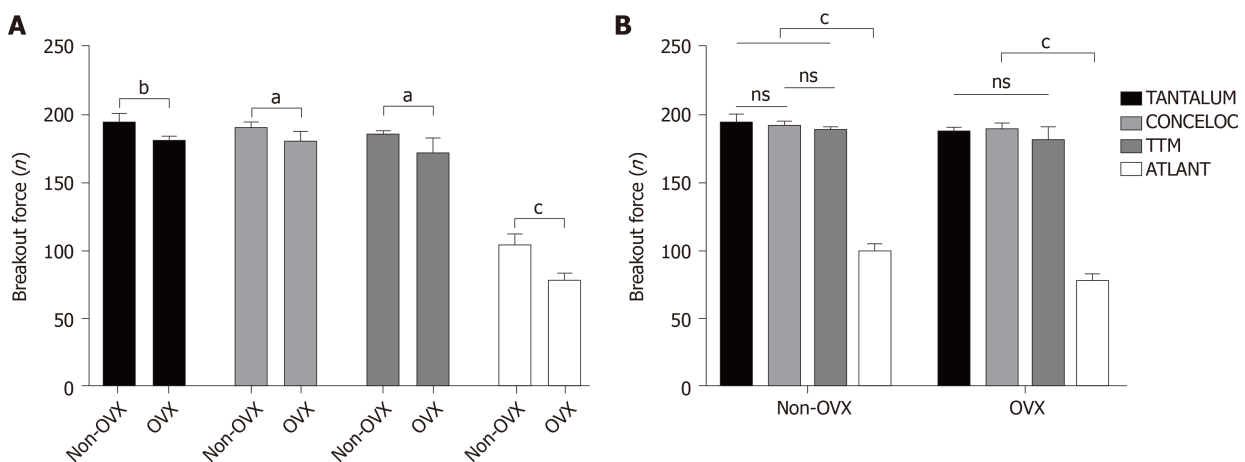 A
Breakout force (n)
250
200
150
100
50
0
b
a
a
c
Non-OVX
OVX
Non-OVX
OVX
Non-OVX
OVX
Non-OVX
OVX
B
Breakout force (n)
250
200
150
100
50
0
c
ns
ns
c
ns
Non-OVX
OVX
TANTALUM
CONCELOC
TTM
ATLANT